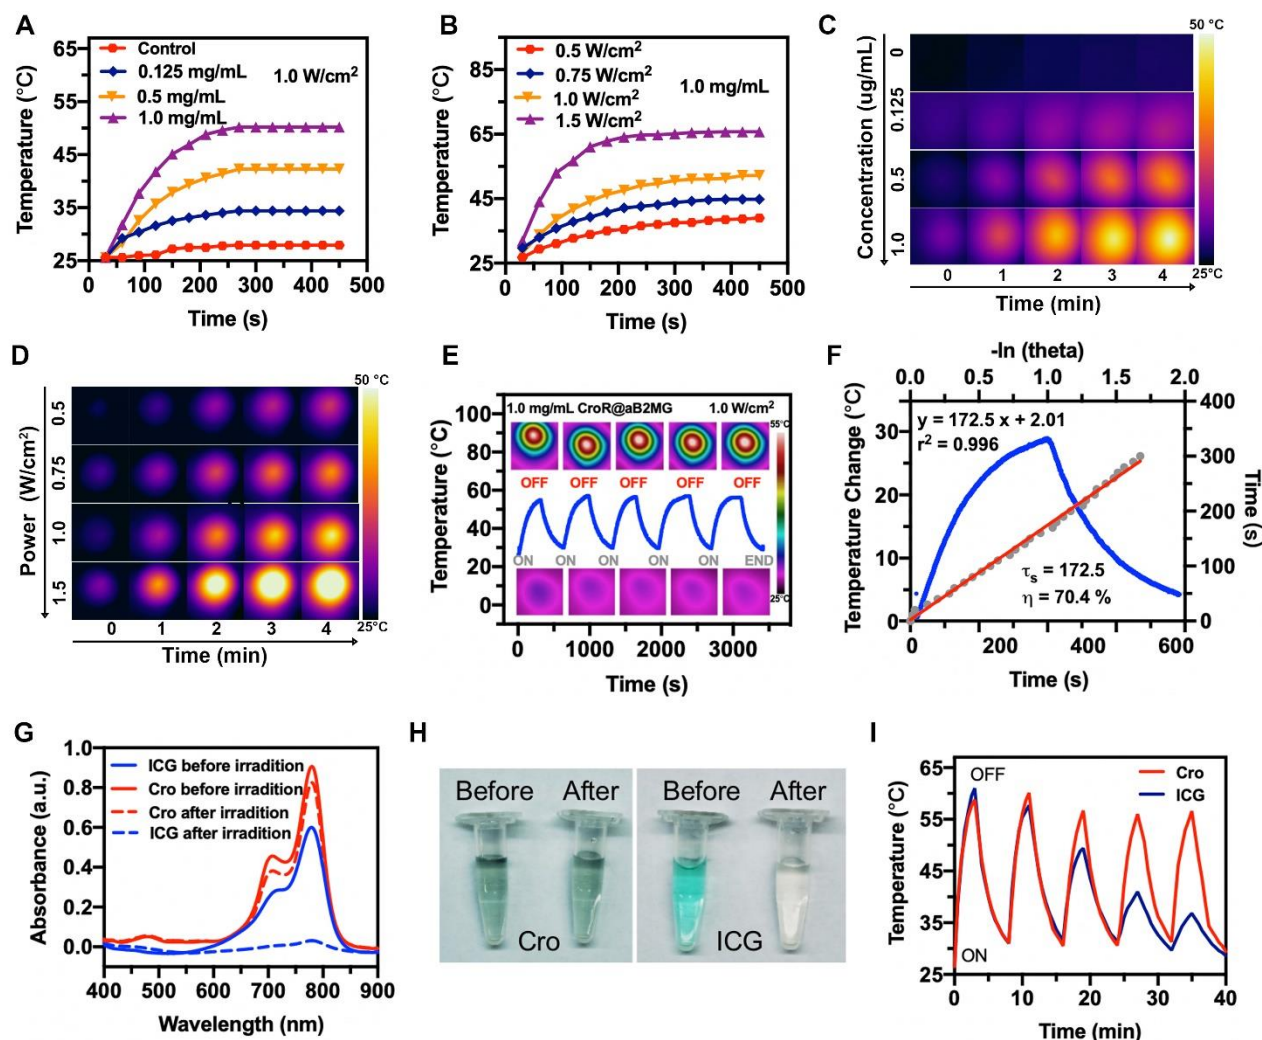 A
Temperature (°C)
65
55
45
35
25
Control
0.125 mg/mL
0.5 mg/mL
1.0 mg/mL
1.0 W/cm²
0 100 200 300 400 500
Time (s)
B
Temperature (°C)
85
65
45
25
0.5 W/cm²
0.75 W/cm²
1.0 W/cm²
1.5 W/cm²
1.0 mg/mL
0 100 200 300 400 500
Time (s)
C
Concentration (ug/mL)
0
0.125
0.5
1.0
50 °C
25°C
0 1 2 3 4
Time (min)
D
Power (W/cm²)
0.5
0.75
1.0
1.5
50 °C
25°C
0 1 2 3 4
Time (min)
E
Temperature (°C)
100
80
60
40
20
0
1.0 mg/mL CroR@aB2MG 1.0 W/cm²
55°C
OFF OFF OFF OFF OFF
ON ON ON ON ON END
25°C
0 1000 2000 3000
Time (s)
F
-ln (theta)
0.0 0.5 1.0 1.5 2.0
Temperature Change (°C)
30
20
10
0
y = 172.5 x + 2.01
r² = 0.996
τs = 172.5
η = 70.4 %
400
300
200
100
0
Time (s)
200 400 600
Time (s)
G
Absorbance (a.u.)
1.0
0.8
0.6
0.4
0.2
0.0
ICG before irradition
Cro before irradition
Cro after irradition
ICG after irradition
400 500 600 700 800 900
Wavelength (nm)
H
Before After
Cro
Before After
ICG
I
Temperature (°C)
65
55
45
35
25
OFF
ON
Cro
ICG
0 10 20 30 40
Time (min)